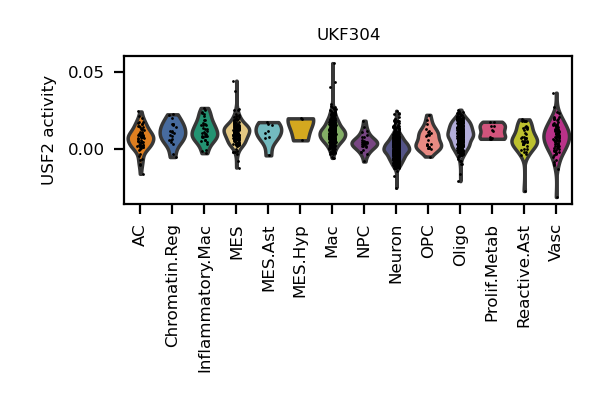 UKF304
USF2 activity
0.05
0.00
AC
Chromatin.Reg
Inflammatory.Mac
MES
MES.Ast
MES.Hyp
Mac
NPC
Neuron
OPC
Oligo
Prolif.Metab
Reactive.Ast
Vasc